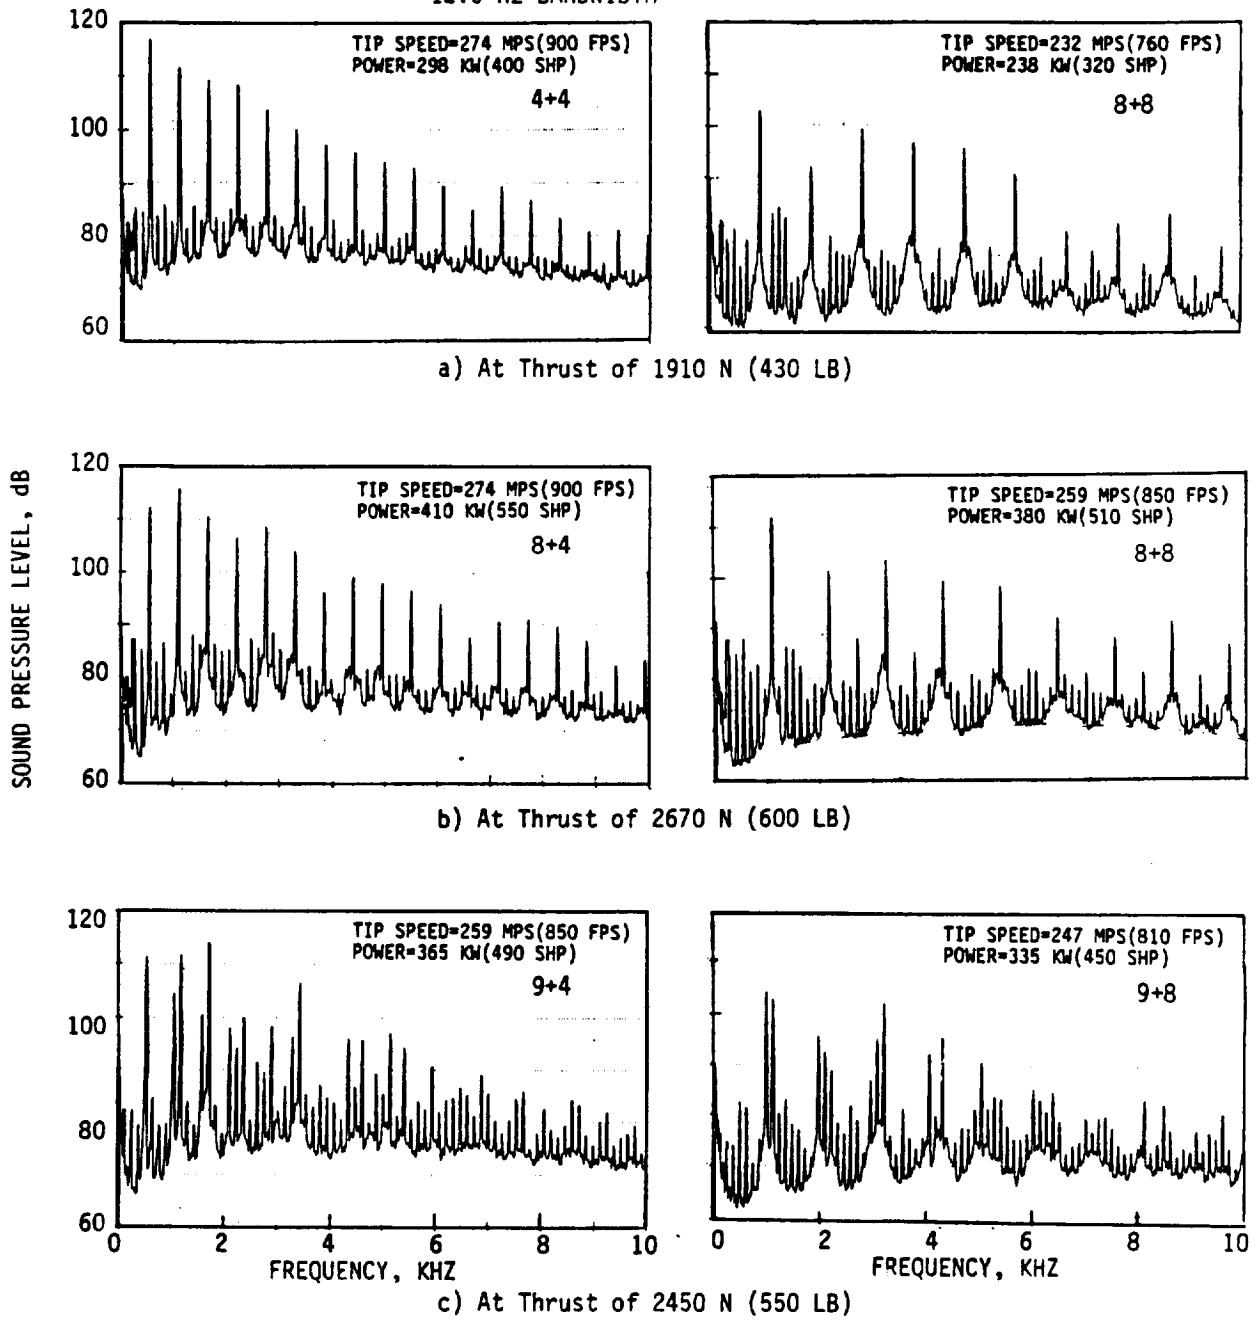 120
100
80
60
TIP SPEED=274 MPS(900 FPS)
POWER=298 KW(400 SHP)
4+4
TIP SPEED=232 MPS(760 FPS)
POWER=238 KW(320 SHP)
8+8
a) At Thrust of 1910 N (430 LB)
SOUND PRESSURE LEVEL, dB
120
100
80
60
TIP SPEED=274 MPS(900 FPS)
POWER=410 KW(550 SHP)
8+4
TIP SPEED=259 MPS(850 FPS)
POWER=380 KW(510 SHP)
8+8
b) At Thrust of 2670 N (600 LB)
120
100
80
60
TIP SPEED=259 MPS(850 FPS)
POWER=365 KW(490 SHP)
9+4
TIP SPEED=247 MPS(810 FPS)
POWER=335 KW(450 SHP)
9+8
0 2 4 6 8 10
0 2 4 6 8 10
FREQUENCY, KHZ
FREQUENCY, KHZ
c) At Thrust of 2450 N (550 LB)